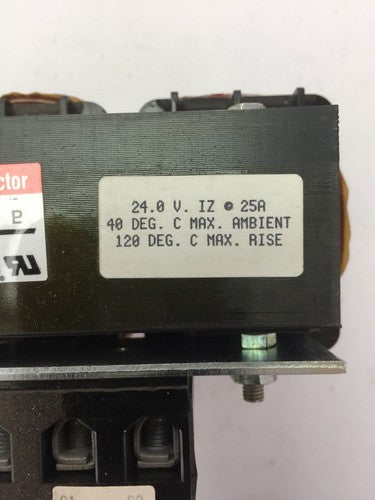 ctor
24.0 V. IZ @ 25A
40 DEG. C MAX. AMBIENT
120 DEG. C MAX. RISE